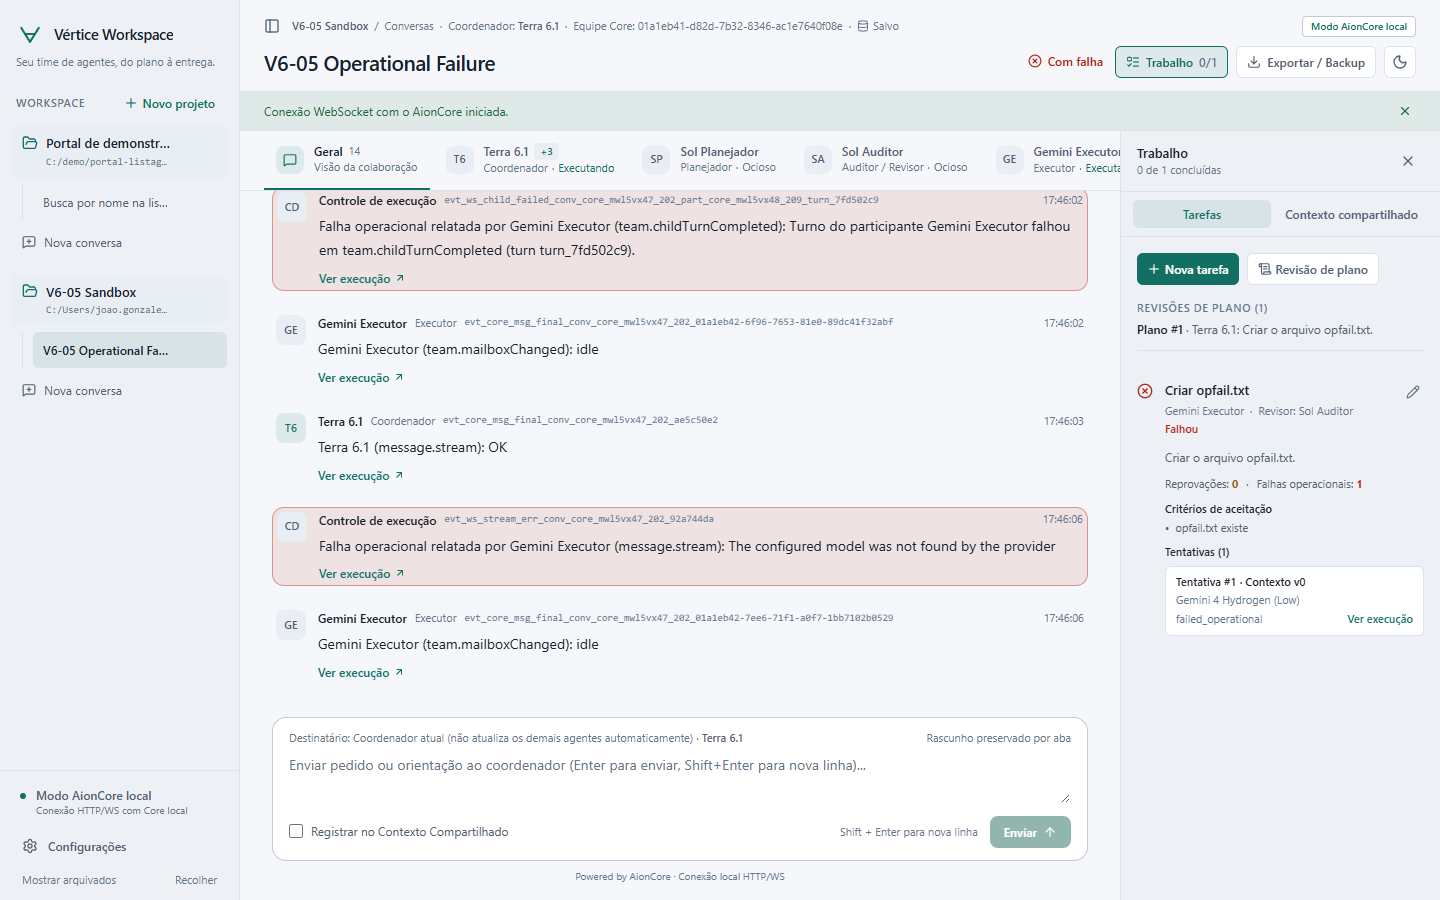 Vértice Workspace
Seu time de agentes, do plano à entrega.
WORKSPACE
Novo projeto
Portal de demonstr...
C:/demo/portal-listag…
Busca por nome na lis...
Nova conversa
V6-05 Sandbox
C:/Users/joao.gonzale…
V6-05 Operational Fa...
Nova conversa
Modo AionCore local
Conexão HTTP/WS com Core local
Configurações
Mostrar arquivados
Recolher
V6-05 Sandbox / Conversas · Coordenador: Terra 6.1 · Equipe Core: 01a1eb41-d82d-7b32-8346-ac1e7640f08e · Salvo
Modo AionCore local
V6-05 Operational Failure
Com falha
Trabalho 0/1
Exportar / Backup
Conexão WebSocket com o AionCore iniciada.
Geral 14
Visão da colaboração
T6
Terra 6.1 +3
Coordenador · Executando
SP
Sol Planejador
Planejador · Ocioso
SA
Sol Auditor
Auditor / Revisor · Ocioso
GE
Gemini Executor
Executor · Executa
CD
Controle de execução evt_ws_child_failed_conv_core_mwl5vx47_202_part_core_mwl5vx48_209_turn_7fd502c9 17:46:02
Falha operacional relatada por Gemini Executor (team.childTurnCompleted): Turno do participante Gemini Executor falhou
em team.childTurnCompleted (turn turn_7fd502c9).
Ver execução
GE
Gemini Executor Executor evt_core_msg_final_conv_core_mwl5vx47_202_01a1eb42-6f96-7653-81e0-89dc41f32abf 17:46:02
Gemini Executor (team.mailboxChanged): idle
Ver execução
T6
Terra 6.1 Coordenador evt_core_msg_final_conv_core_mwl5vx47_202_ae5c50e2 17:46:03
Terra 6.1 (message.stream): OK
Ver execução
CD
Controle de execução evt_ws_stream_err_conv_core_mwl5vx47_202_92a744da 17:46:06
Falha operacional relatada por Gemini Executor (message.stream): The configured model was not found by the provider
Ver execução
GE
Gemini Executor Executor evt_core_msg_final_conv_core_mwl5vx47_202_01a1eb42-7ee6-71f1-a0f7-1bb7102b0529 17:46:06
Gemini Executor (team.mailboxChanged): idle
Ver execução
Destinatário: Coordenador atual (não atualiza os demais agentes automaticamente) · Terra 6.1
Rascunho preservado por aba
Enviar pedido ou orientação ao coordenador (Enter para enviar, Shift+Enter para nova linha)...
Registrar no Contexto Compartilhado
Shift + Enter para nova linha
Enviar
Powered by AionCore · Conexão local HTTP/WS
Trabalho
0 de 1 concluídas
Tarefas
Contexto compartilhado
Nova tarefa
Revisão de plano
REVISÕES DE PLANO (1)
Plano #1 · Terra 6.1: Criar o arquivo opfail.txt.
Criar opfail.txt
Gemini Executor · Revisor: Sol Auditor
Falhou
Criar o arquivo opfail.txt.
Reprovações: 0 · Falhas operacionais: 1
Critérios de aceitação
• opfail.txt existe
Tentativas (1)
Tentativa #1 · Contexto v0
Gemini 4 Hydrogen (Low)
failed_operational
Ver execução